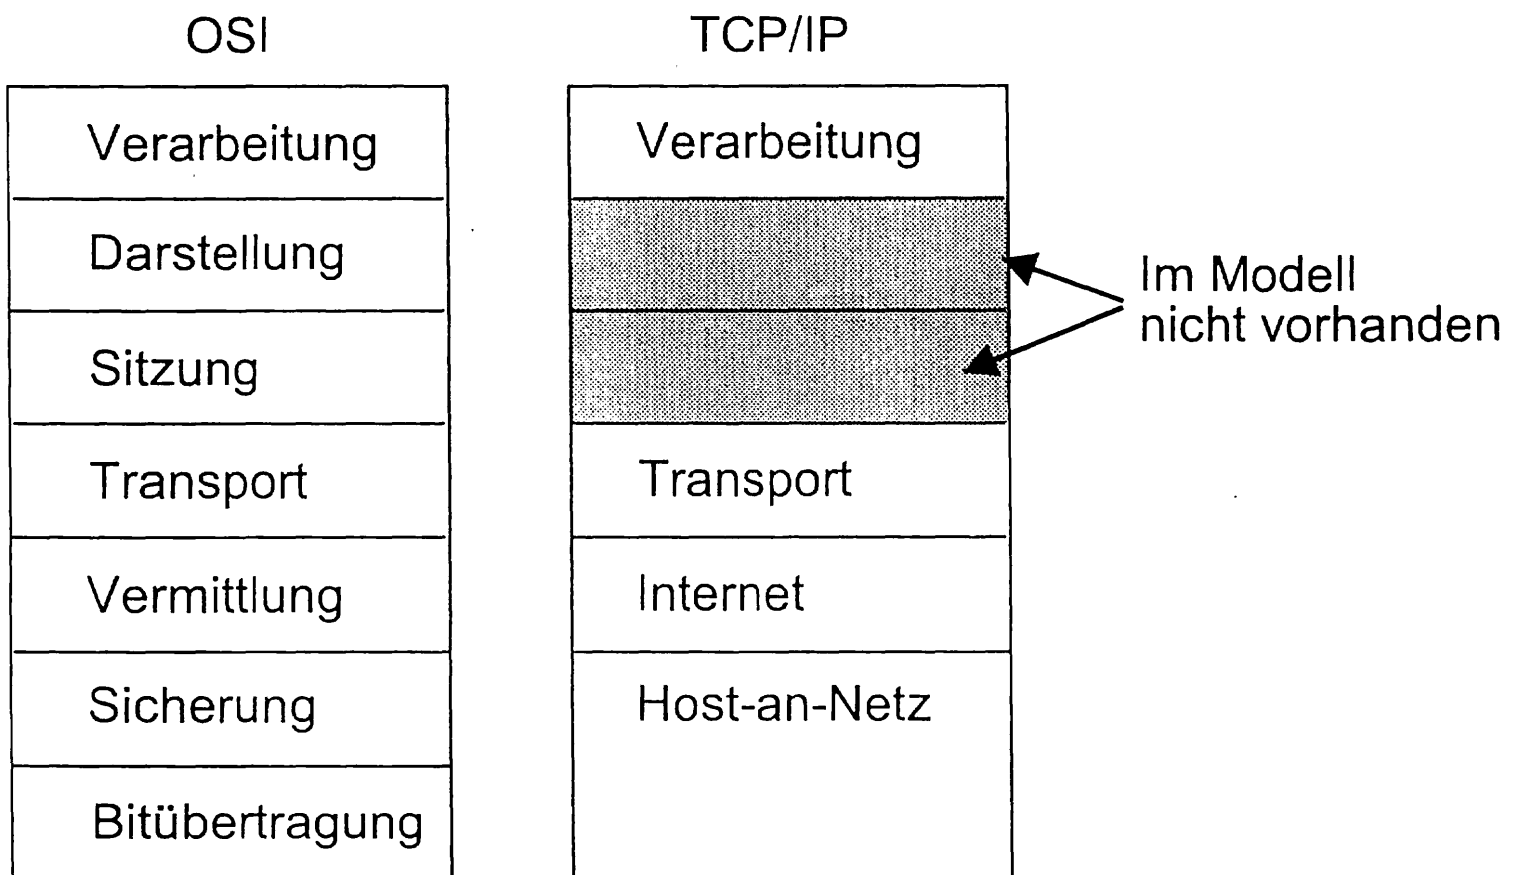 OSI
TCP/IP
Verarbeitung
Darstellung
Sitzung
Transport
Vermittlung
Sicherung
Bitübertragung
Verarbeitung
Transport
Internet
Host-an-Netz
Im Modell
nicht vorhanden